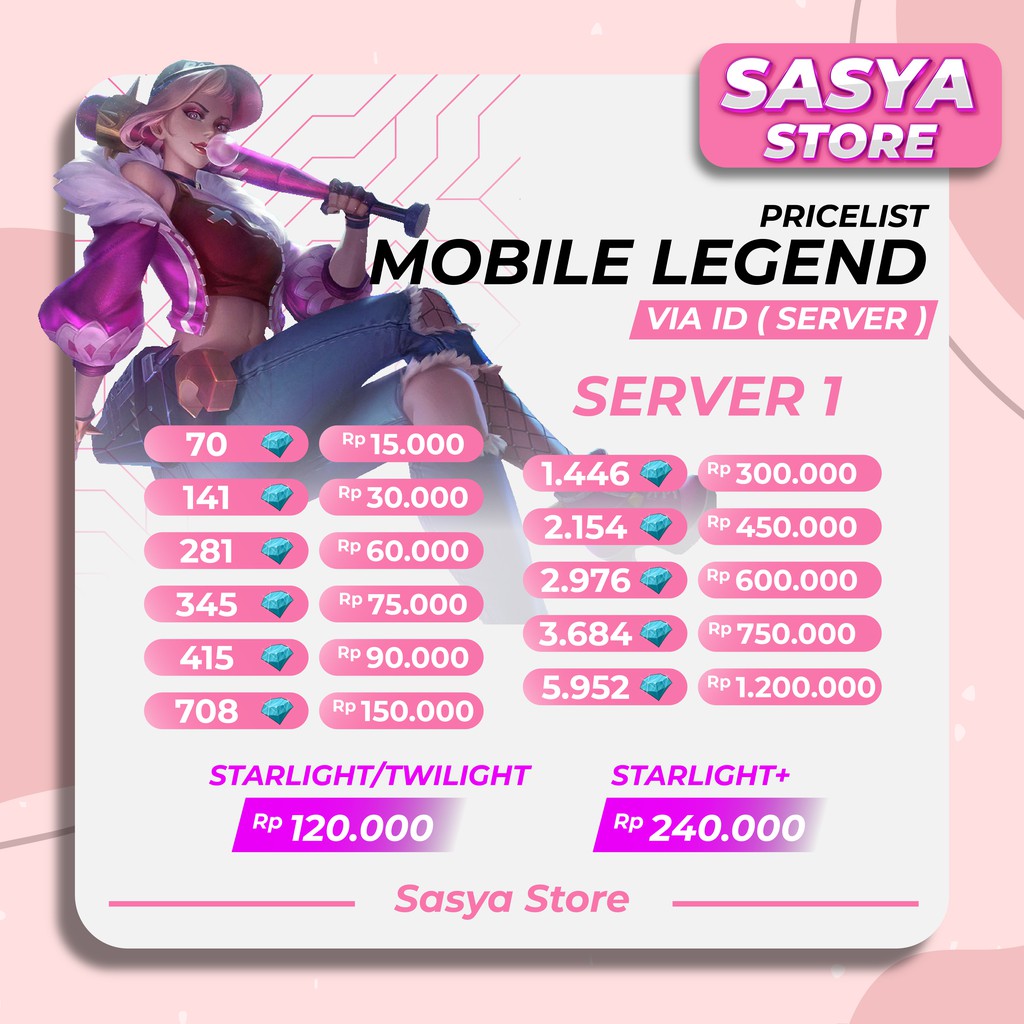 SASYA
STORE
PRICELIST
MOBILE LEGEND
VIA ID ( SERVER )
SERVER 1
70 Rp 15.000
141 Rp 30.000
281 Rp 60.000
345 Rp 75.000
415 Rp 90.000
708 Rp 150.000
1.446 Rp 300.000
2.154 Rp 450.000
2.976 Rp 600.000
3.684 Rp 750.000
5.952 Rp 1.200.000
STARLIGHT/TWILIGHT
Rp 120.000
STARLIGHT+
Rp 240.000
Sasya Store